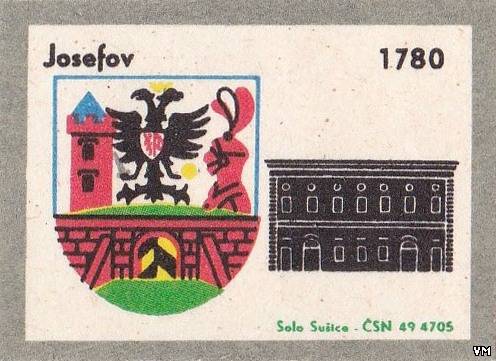 Josefov 1780
Solo Sušice - ČSN 49 4705
VM